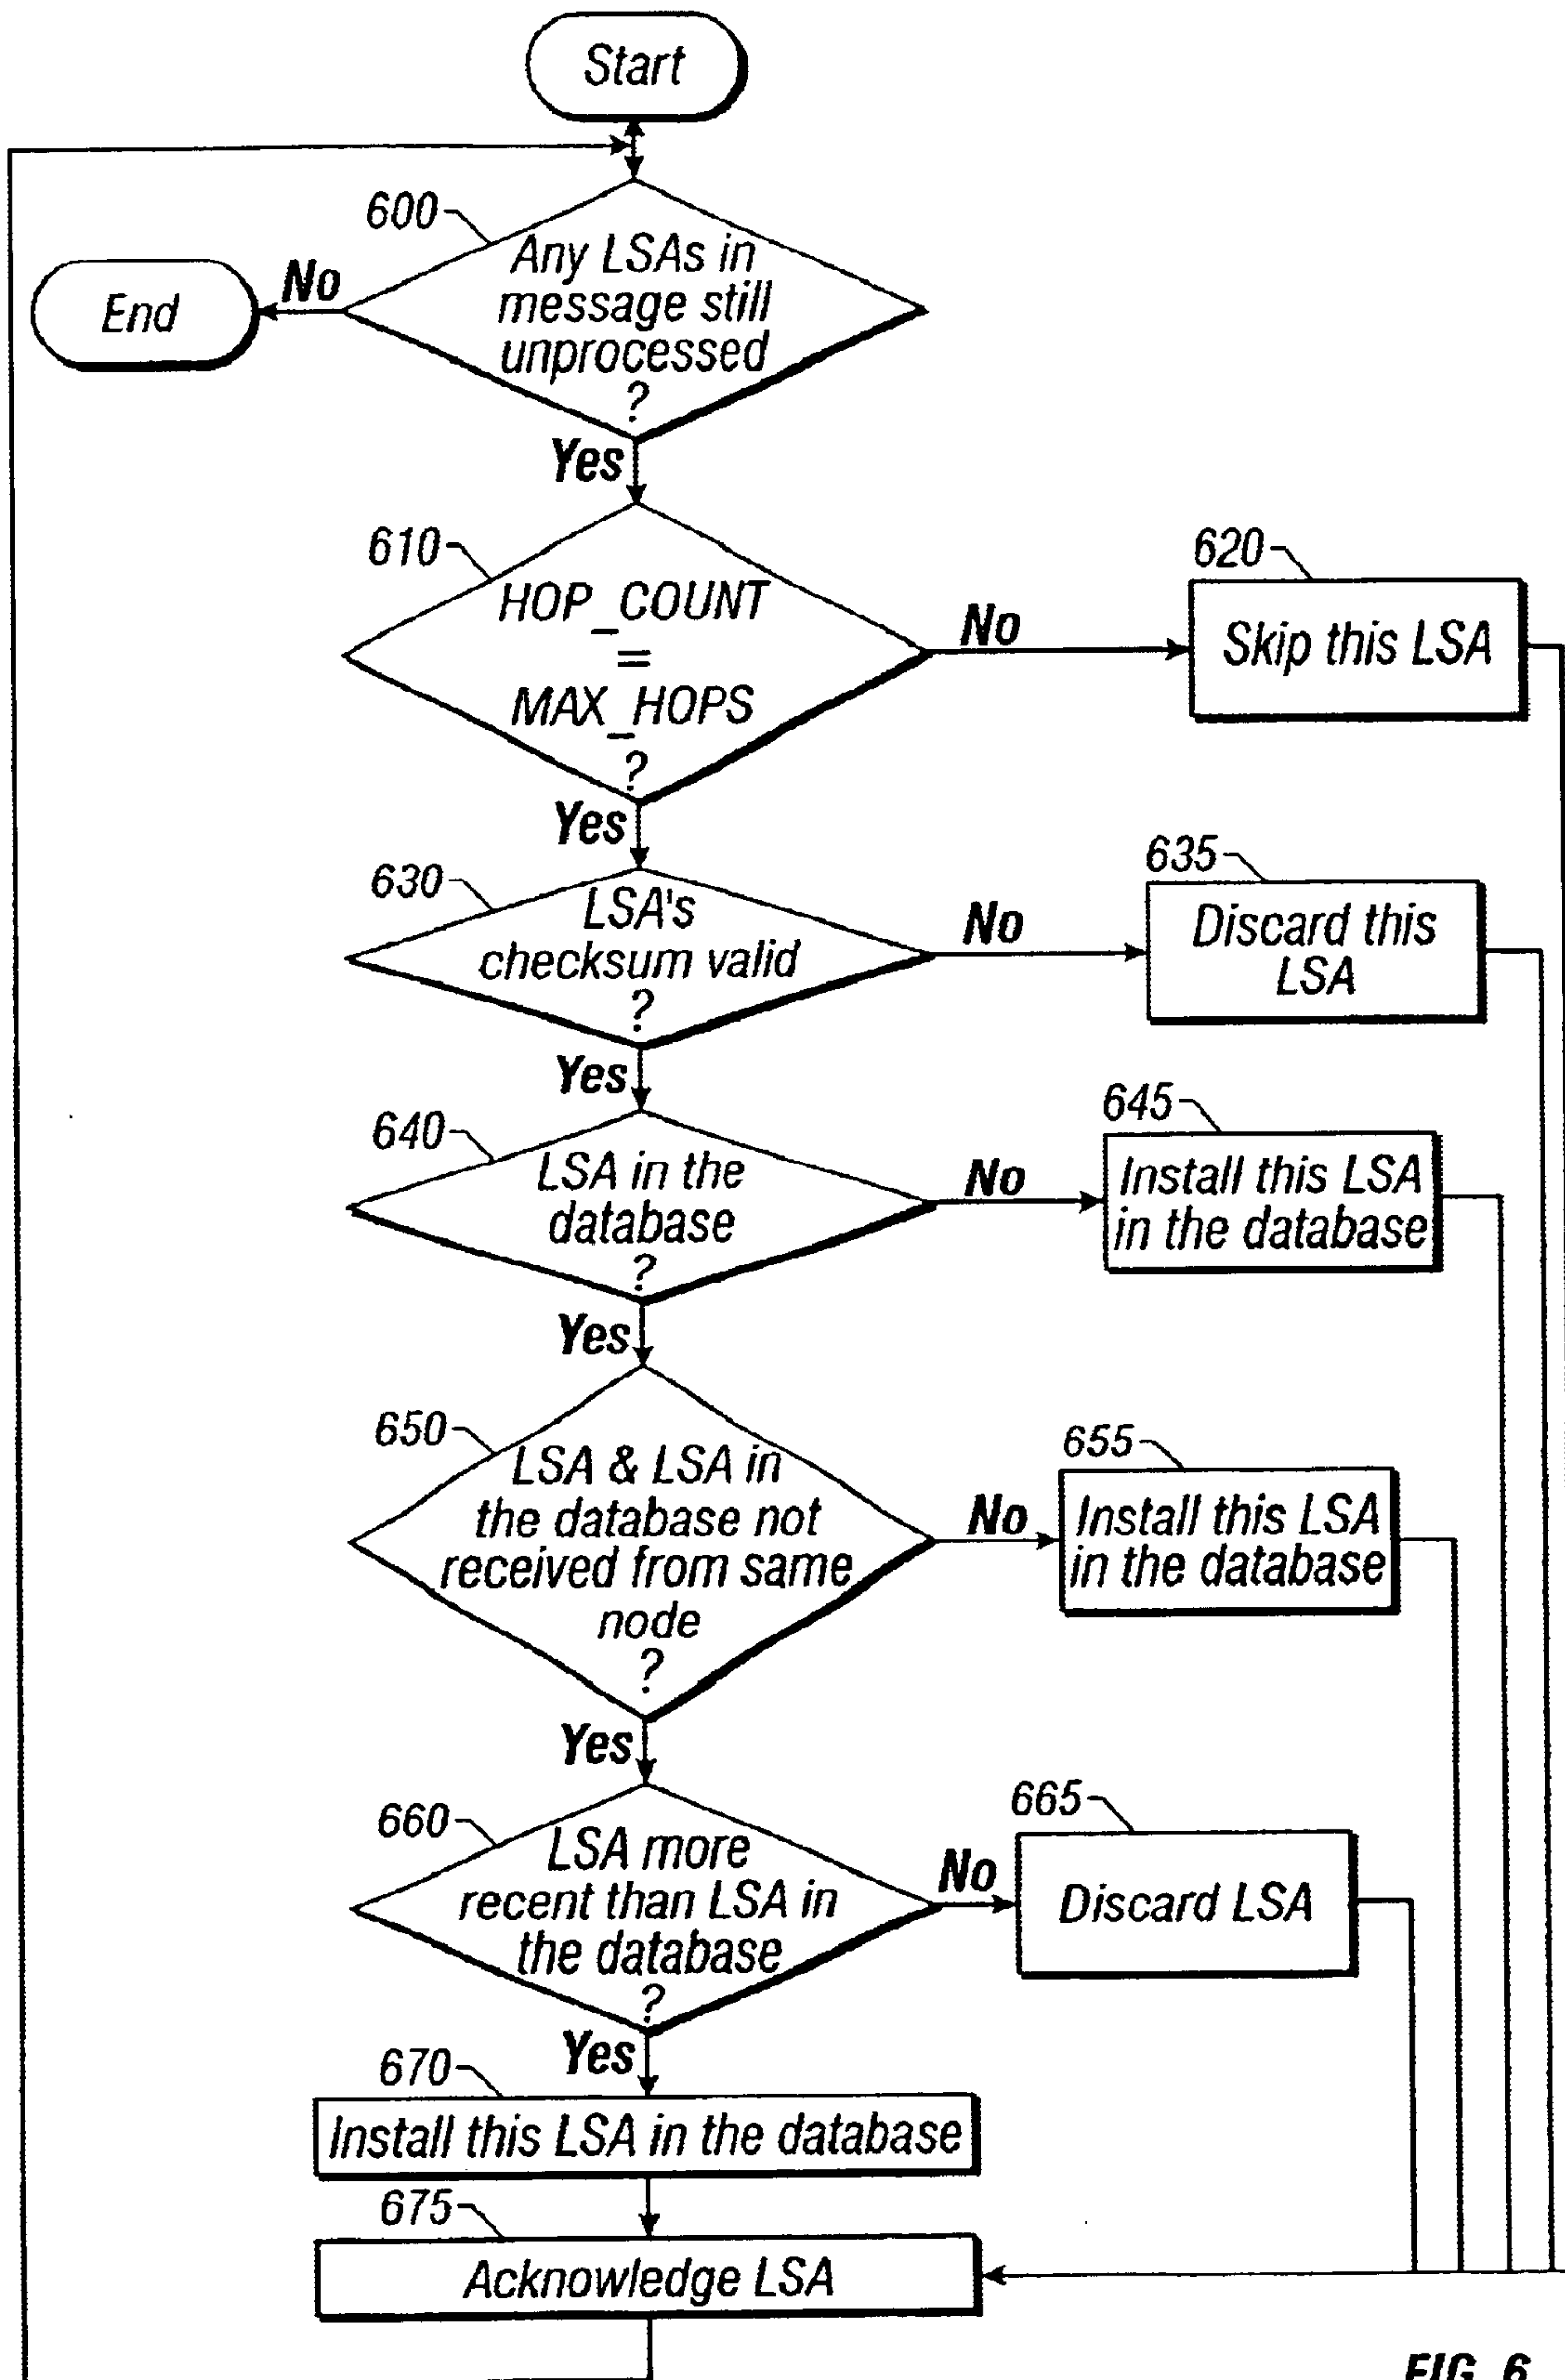 Start
600
Any LSAs in
message still
unprocessed
?
No
End
Yes
610
HOP_COUNT
=
MAX_HOPS
?
No
620
Skip this LSA
Yes
630
LSA's
checksum valid
?
No
635
Discard this
LSA
Yes
640
LSA in the
database
?
No
645
Install this LSA
in the database
Yes
650
LSA & LSA in
the database not
received from same
node
?
No
655
Install this LSA
in the database
Yes
660
LSA more
recent than LSA in
the database
?
No
665
Discard LSA
Yes
670
Install this LSA in the database
675
Acknowledge LSA
FIG. 6